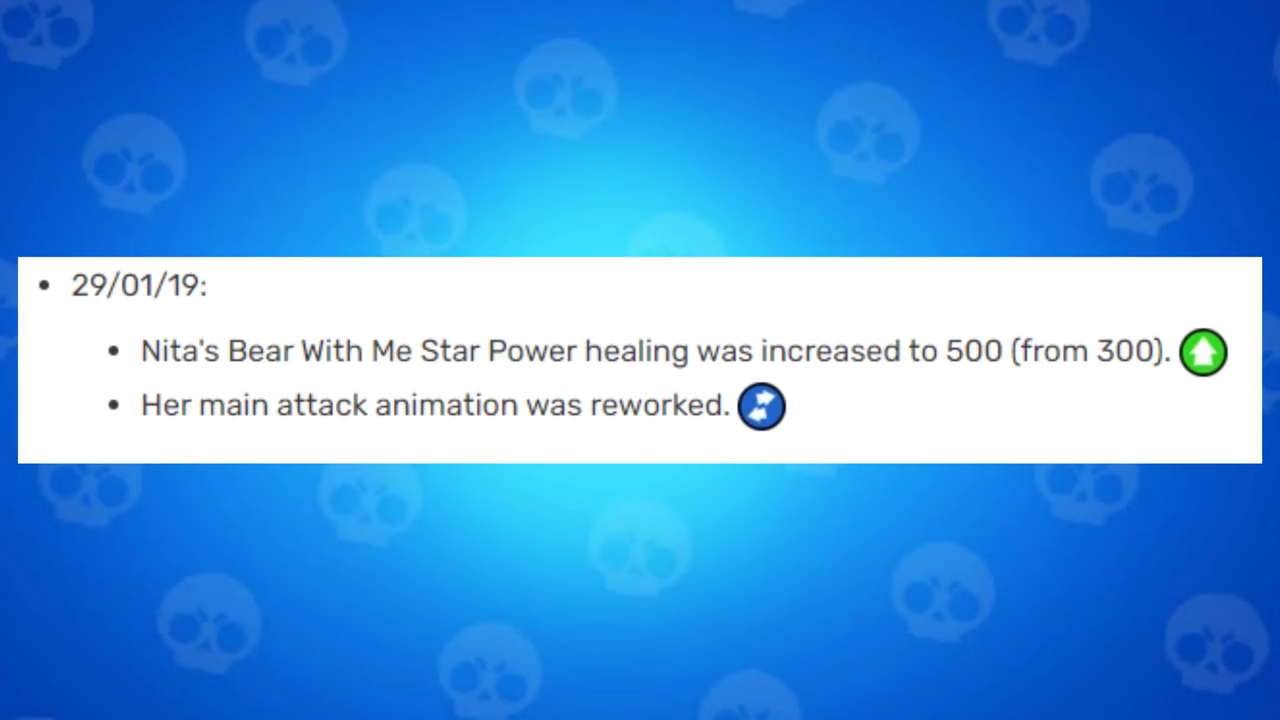 29/01/19:
Nita's Bear With Me Star Power healing was increased to 500 (from 300).
Her main attack animation was reworked.